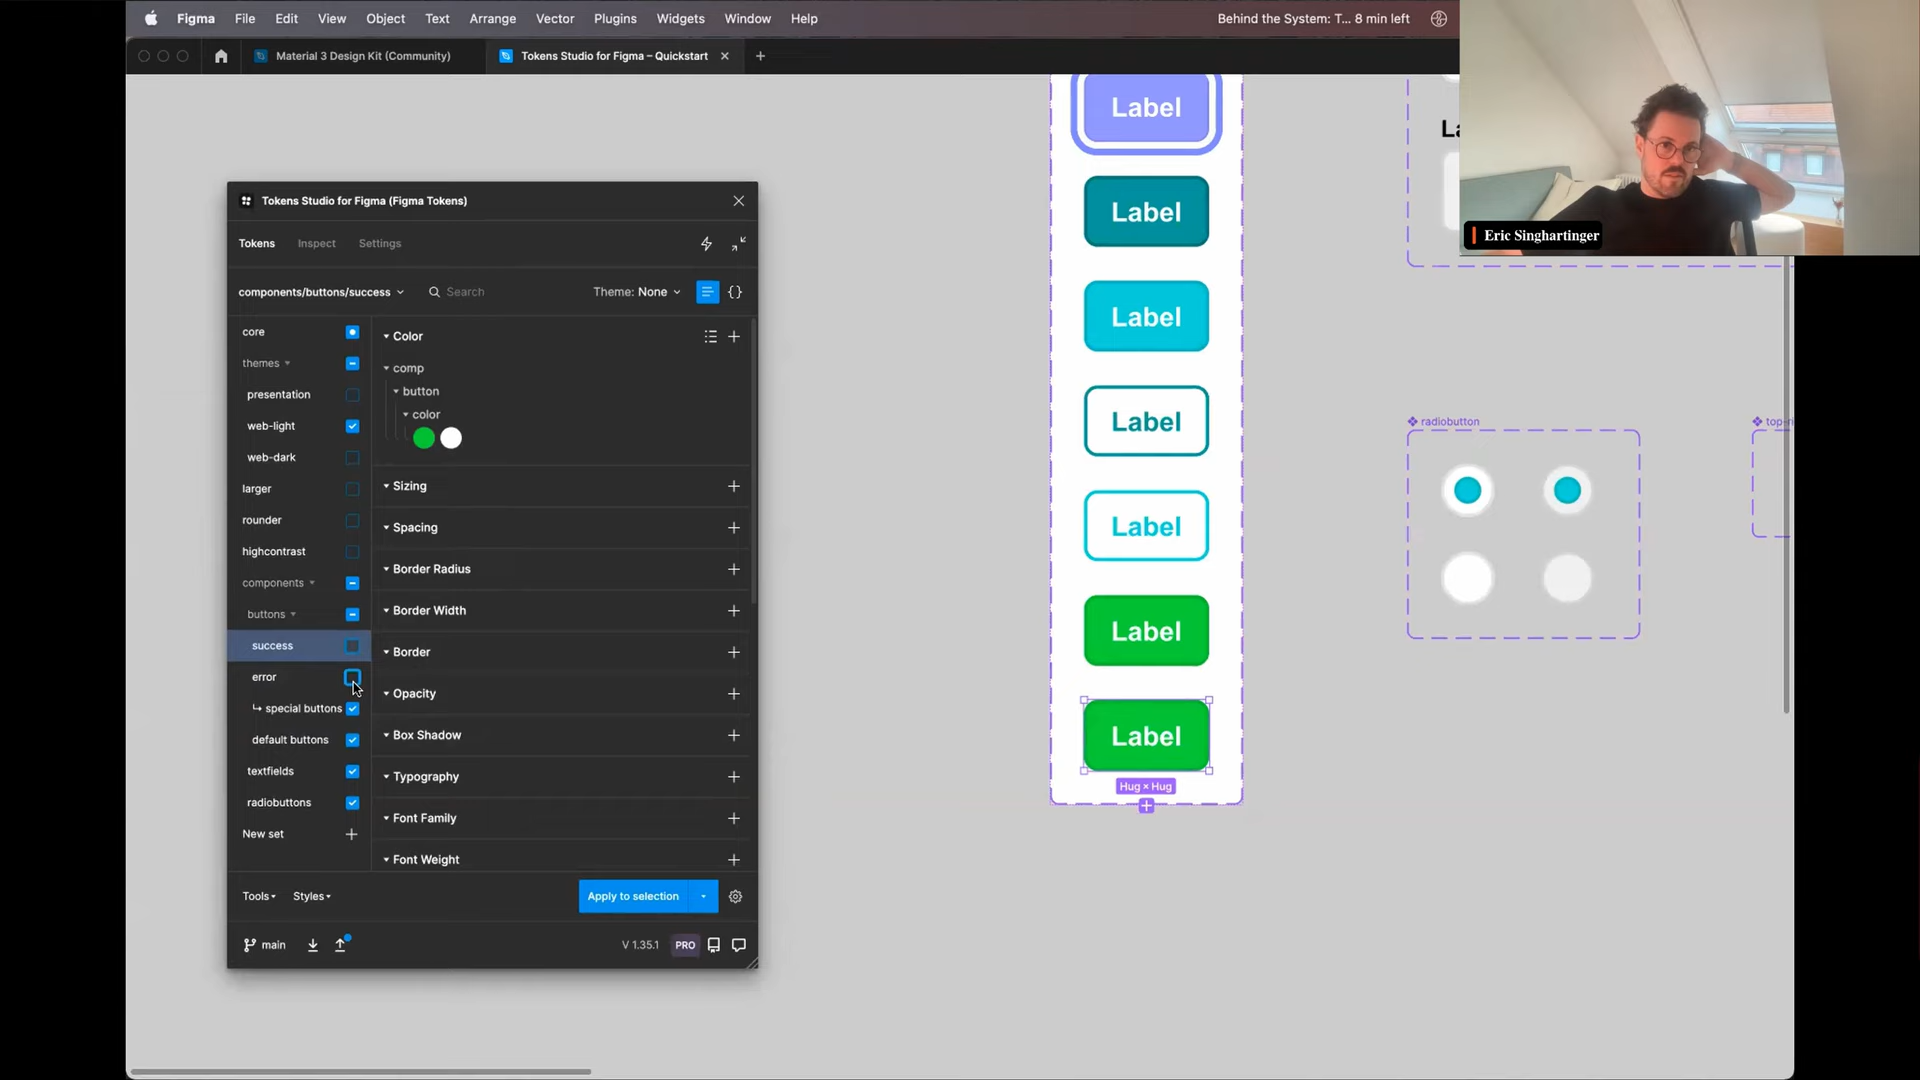 Figma File Edit View Object Text Arrange Vector Plugins Widgets Window Help
Behind the System: T... 8 min left
Material 3 Design Kit (Community)
Tokens Studio for Figma – Quickstart
Label
Label
Label
Label
Label
Label
Label
Hug × Hug
La
Eric Singhartinger
radiobutton
top-ri
Tokens Studio for Figma (Figma Tokens)
Tokens Inspect Settings
components/buttons/success
Search
Theme: None
{}
core
themes
presentation
web-light
web-dark
larger
rounder
highcontrast
components
buttons
success
error
↳ special buttons
default buttons
textfields
radiobuttons
New set
Color
comp
button
color
Sizing
Spacing
Border Radius
Border Width
Border
Opacity
Box Shadow
Typography
Font Family
Font Weight
Tools Styles
Apply to selection
main
V 1.35.1
PRO